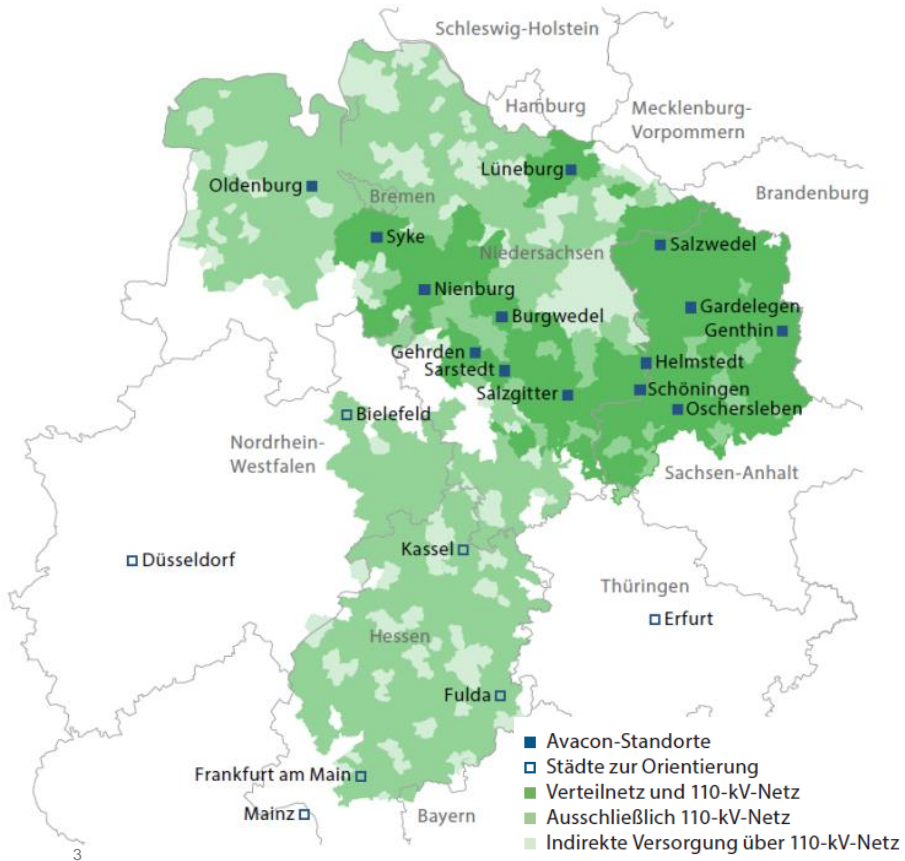 Schleswig-Holstein
Hamburg
Mecklenburg-
Vorpommern
Lüneburg
Brandenburg
Oldenburg
Bremen
Syke
Niedersachsen
Salzwedel
Nienburg
Burgwedel
Gardelegen
Genthin
Gehrden
Sarstedt
Helmstedt
Salzgitter
Schöningen
Oschersleben
Bielefeld
Nordrhein-
Westfalen
Sachsen-Anhalt
Kassel
Düsseldorf
Thüringen
Erfurt
Hessen
Fulda
Frankfurt am Main
Mainz
Bayern
Avacon-Standorte
Städte zur Orientierung
Verteilnetz und 110-kV-Netz
Ausschließlich 110-kV-Netz
Indirekte Versorgung über 110-kV-Netz
3